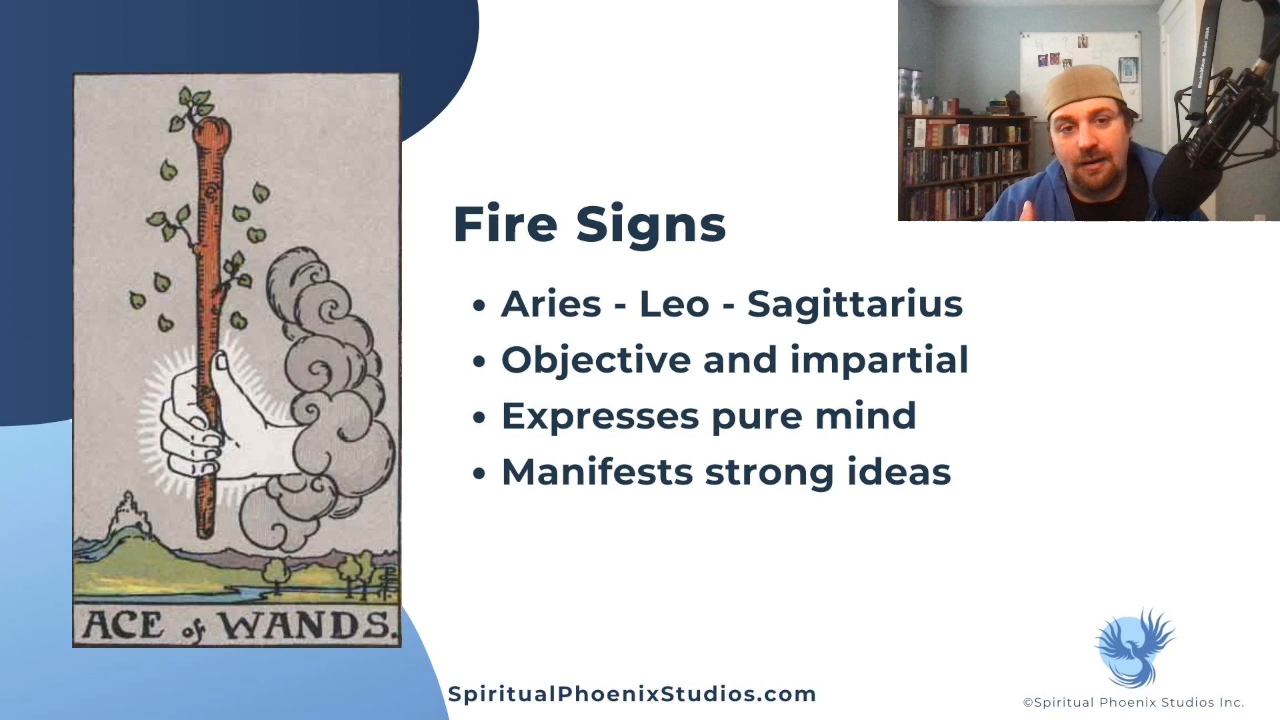 Fire Signs
• Aries - Leo - Sagittarius
• Objective and impartial
• Expresses pure mind
• Manifests strong ideas
ACE of WANDS.
SpiritualPhoenixStudios.com
©Spiritual Phoenix Studios Inc.